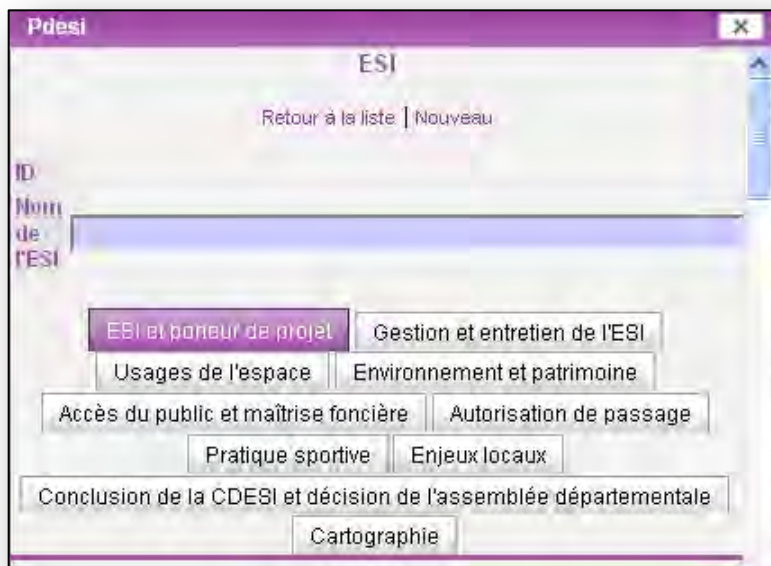 Pdesi
ESI
Retour à la liste | Nouveau
ID
Nom
de
l'ESI
ESI et porteur de projet
Gestion et entretien de l'ESI
Usages de l'espace
Environnement et patrimoine
Accès du public et maîtrise foncière
Autorisation de passage
Pratique sportive
Enjeux locaux
Conclusion de la CDESI et décision de l'assemblée départementale
Cartographie